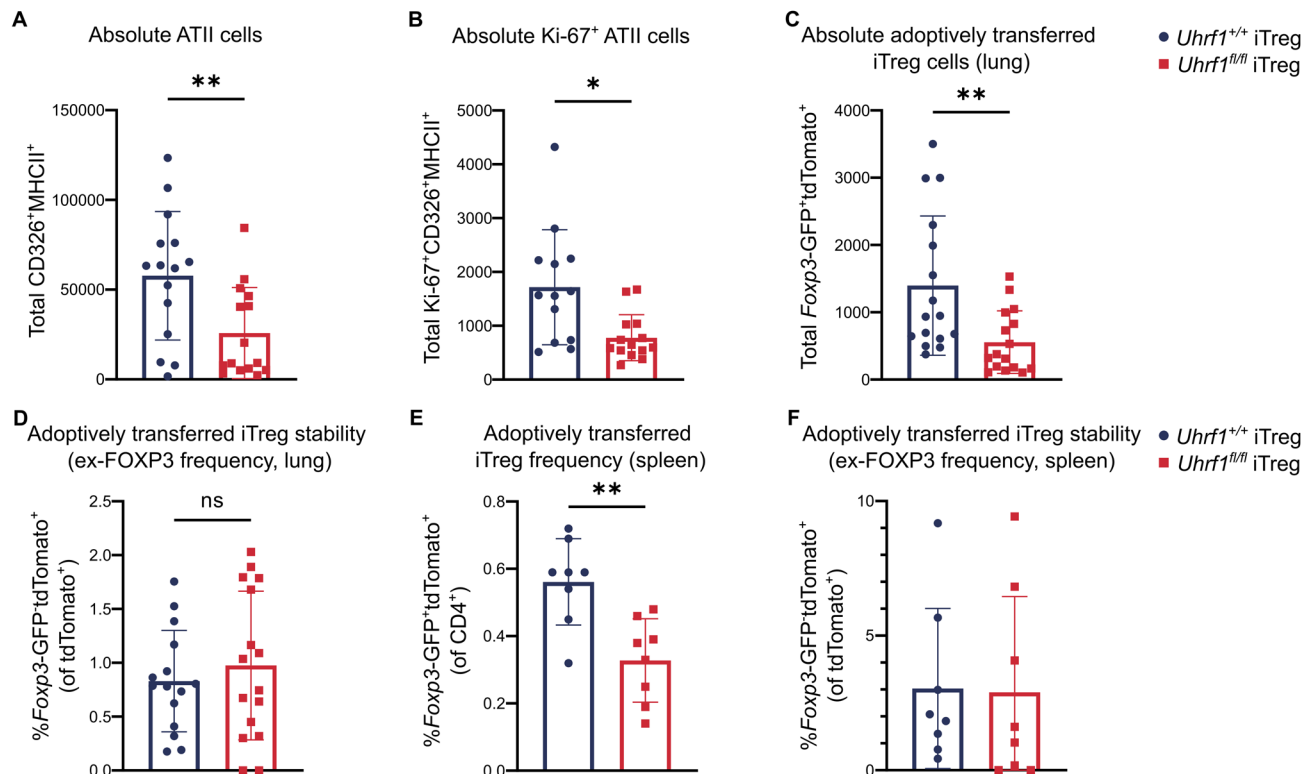 A
Absolute ATII cells
**
Total CD326⁺MHCII⁺
150000
100000
50000
0
B
Absolute Ki-67⁺ ATII cells
*
Total Ki-67⁺CD326⁺MHCII⁺
5000
4000
3000
2000
1000
0
C
Absolute adoptively transferred
iTreg cells (lung)
**
Total Foxp3-GFP⁺tdTomato⁺
4000
3000
2000
1000
0
Uhrf1⁺/⁺ iTreg
Uhrf1fl/fl iTreg
D
Adoptively transferred iTreg stability
(ex-FOXP3 frequency, lung)
ns
%Foxp3-GFP⁻tdTomato⁺
(of tdTomato⁺)
2.5
2.0
1.5
1.0
0.5
0.0
E
Adoptively transferred
iTreg frequency (spleen)
**
%Foxp3-GFP⁺tdTomato⁺
(of CD4⁺)
0.8
0.6
0.4
0.2
0.0
F
Adoptively transferred iTreg stability
(ex-FOXP3 frequency, spleen)
%Foxp3-GFP⁻tdTomato⁺
(of tdTomato⁺)
10
5
0
Uhrf1⁺/⁺ iTreg
Uhrf1fl/fl iTreg